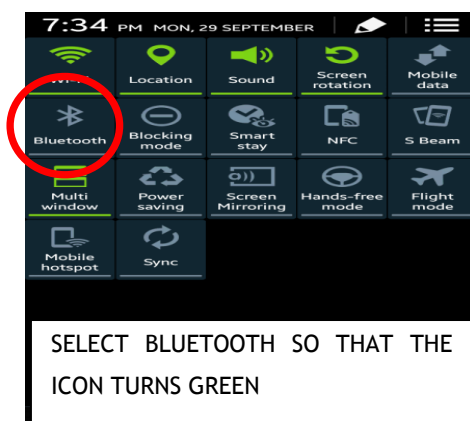 7:34 PM MON, 29 SEPTEMBER
Location Sound Screen rotation Mobile data
Bluetooth Blocking mode Smart stay NFC S Beam
Multi window Power saving Screen Mirroring Hands-free mode Flight mode
Mobile hotspot Sync
SELECT BLUETOOTH SO THAT THE
ICON TURNS GREEN